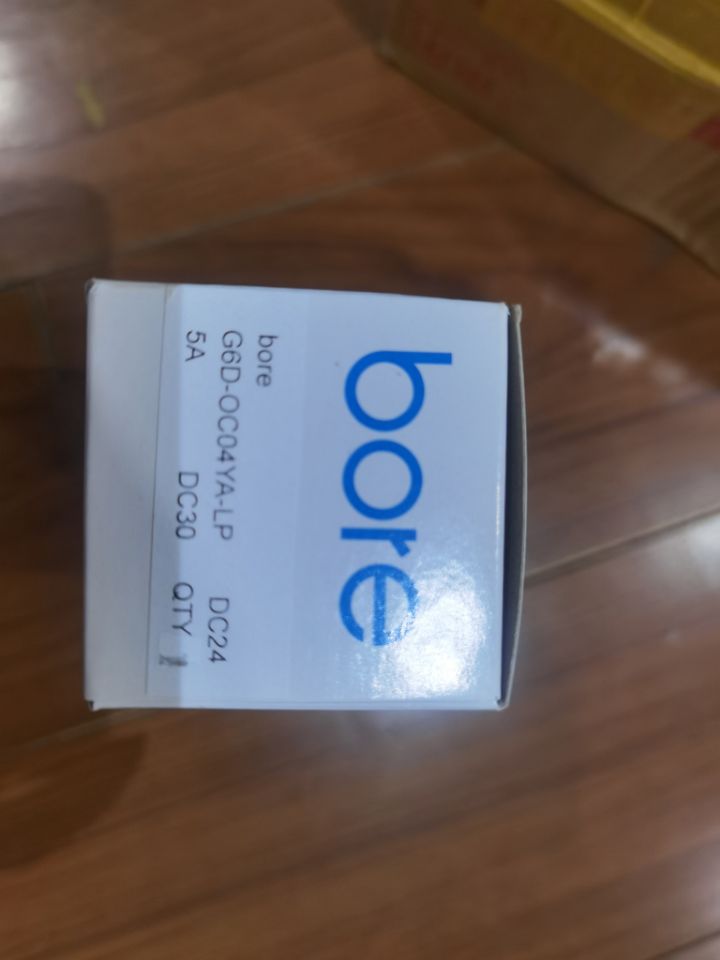 bore
bore
G6D-OC04YA-LP DC24
5A DC30 QTY